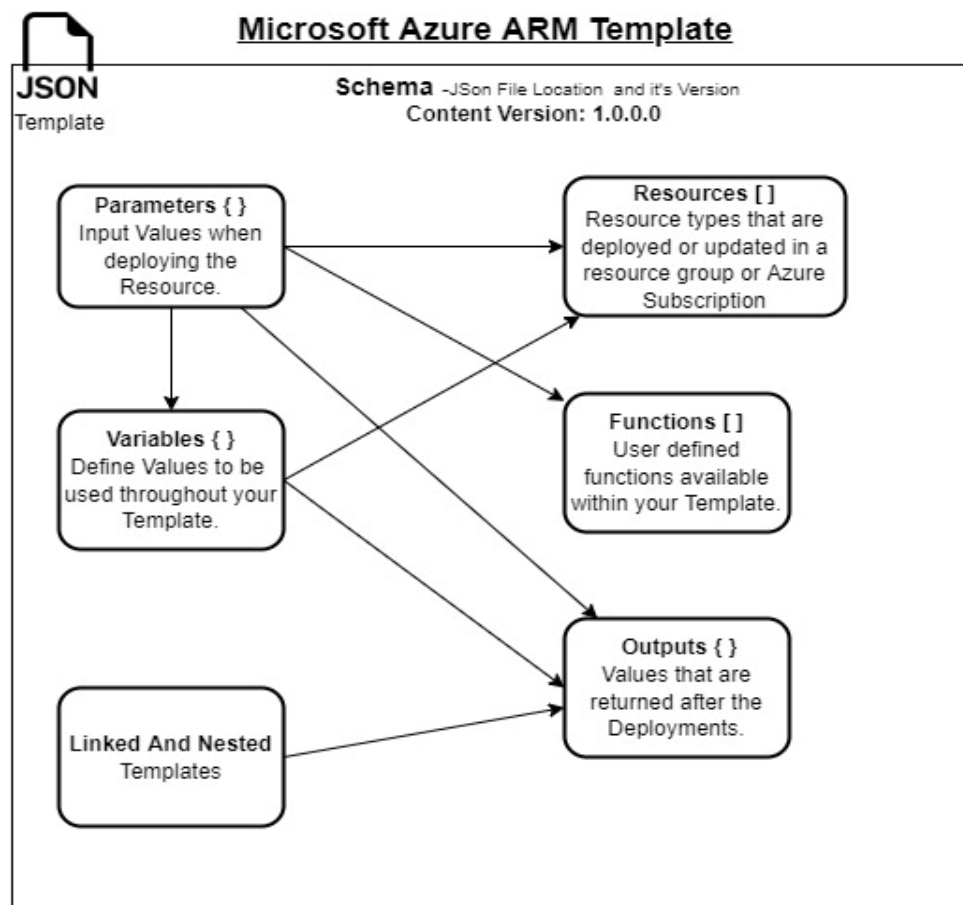 Microsoft Azure ARM Template
JSON
Template
Schema -JSon File Location and it's Version
Content Version: 1.0.0.0
Parameters { }
Input Values when
deploying the
Resource.
Resources [ ]
Resource types that are
deployed or updated in a
resource group or Azure
Subscription
Variables { }
Define Values to be
used throughout your
Template.
Functions [ ]
User defined
functions available
within your Template.
Outputs { }
Values that are
returned after the
Deployments.
Linked And Nested
Templates